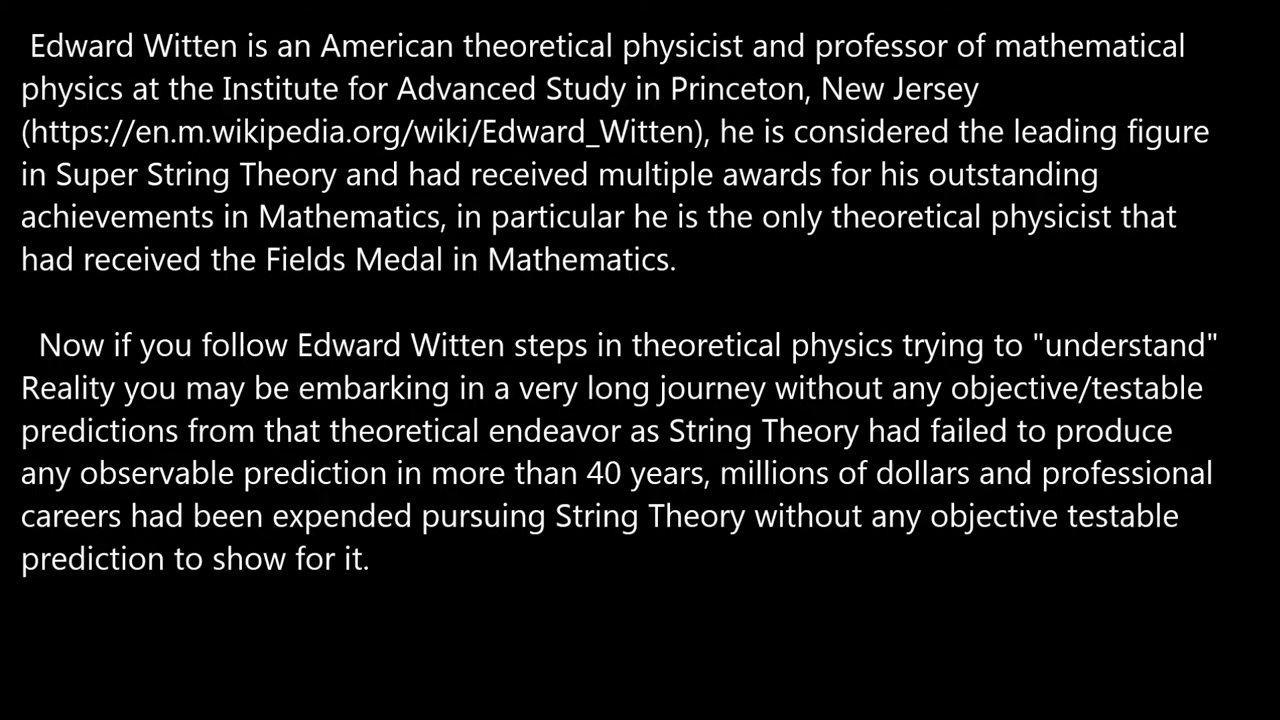 Edward Witten is an American theoretical physicist and professor of mathematical
physics at the Institute for Advanced Study in Princeton, New Jersey
(https://en.m.wikipedia.org/wiki/Edward_Witten), he is considered the leading figure
in Super String Theory and had received multiple awards for his outstanding
achievements in Mathematics, in particular he is the only theoretical physicist that
had received the Fields Medal in Mathematics.
Now if you follow Edward Witten steps in theoretical physics trying to "understand"
Reality you may be embarking in a very long journey without any objective/testable
predictions from that theoretical endeavor as String Theory had failed to produce
any observable prediction in more than 40 years, millions of dollars and professional
careers had been expended pursuing String Theory without any objective testable
prediction to show for it.